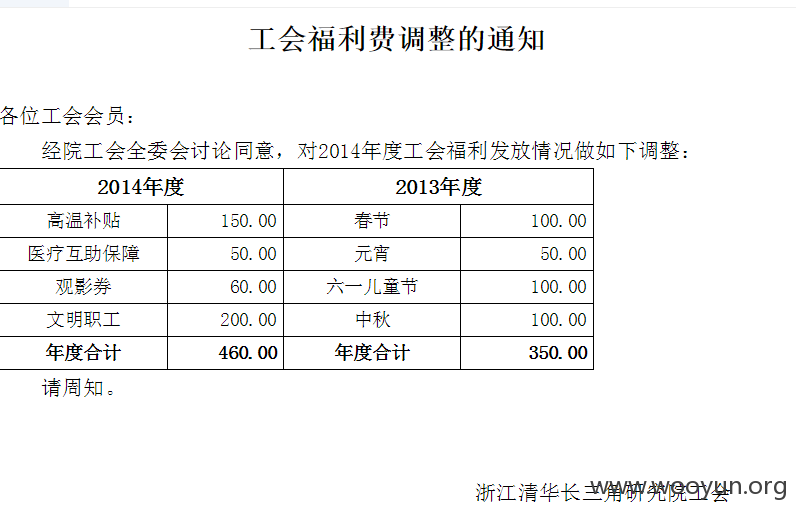 工会福利费调整的通知
各位工会会员：
经院工会全委会讨论同意，对2014年度工会福利发放情况做如下调整：
2014年度 2013年度
高温补贴 150.00 春节 100.00
医疗互助保障 50.00 元宵 50.00
观影券 60.00 六一儿童节 100.00
文明职工 200.00 中秋 100.00
年度合计 460.00 年度合计 350.00
请周知。
浙江清华长三角研究院工会
www.wooyun.org